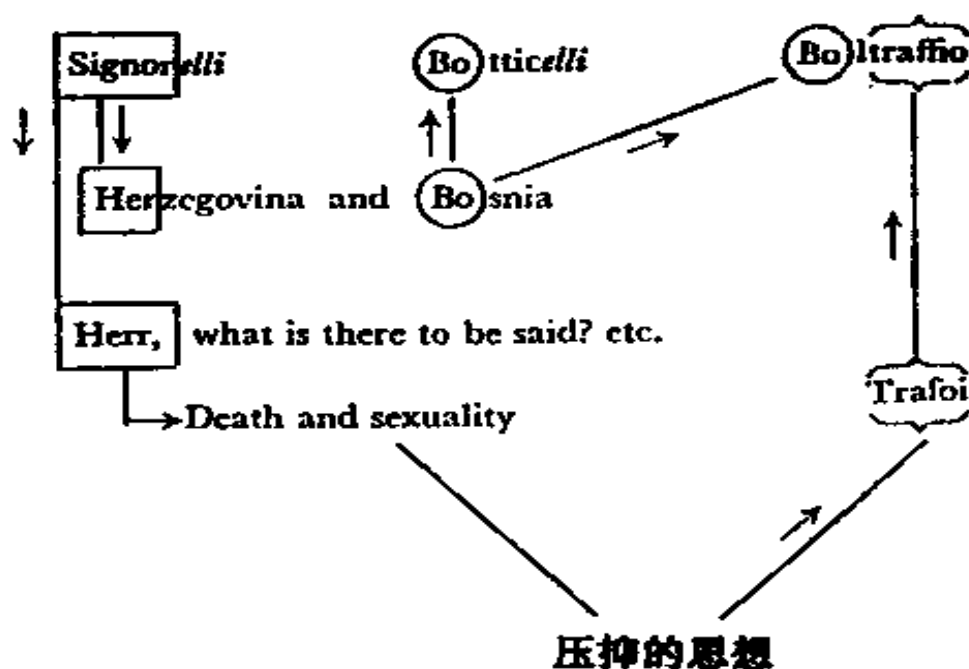 Signorelli Botticelli Boltraffio
Herzegovina and Bosnia
Herr, what is there to be said? etc.
Trafoi
Death and sexuality
压抑的思想